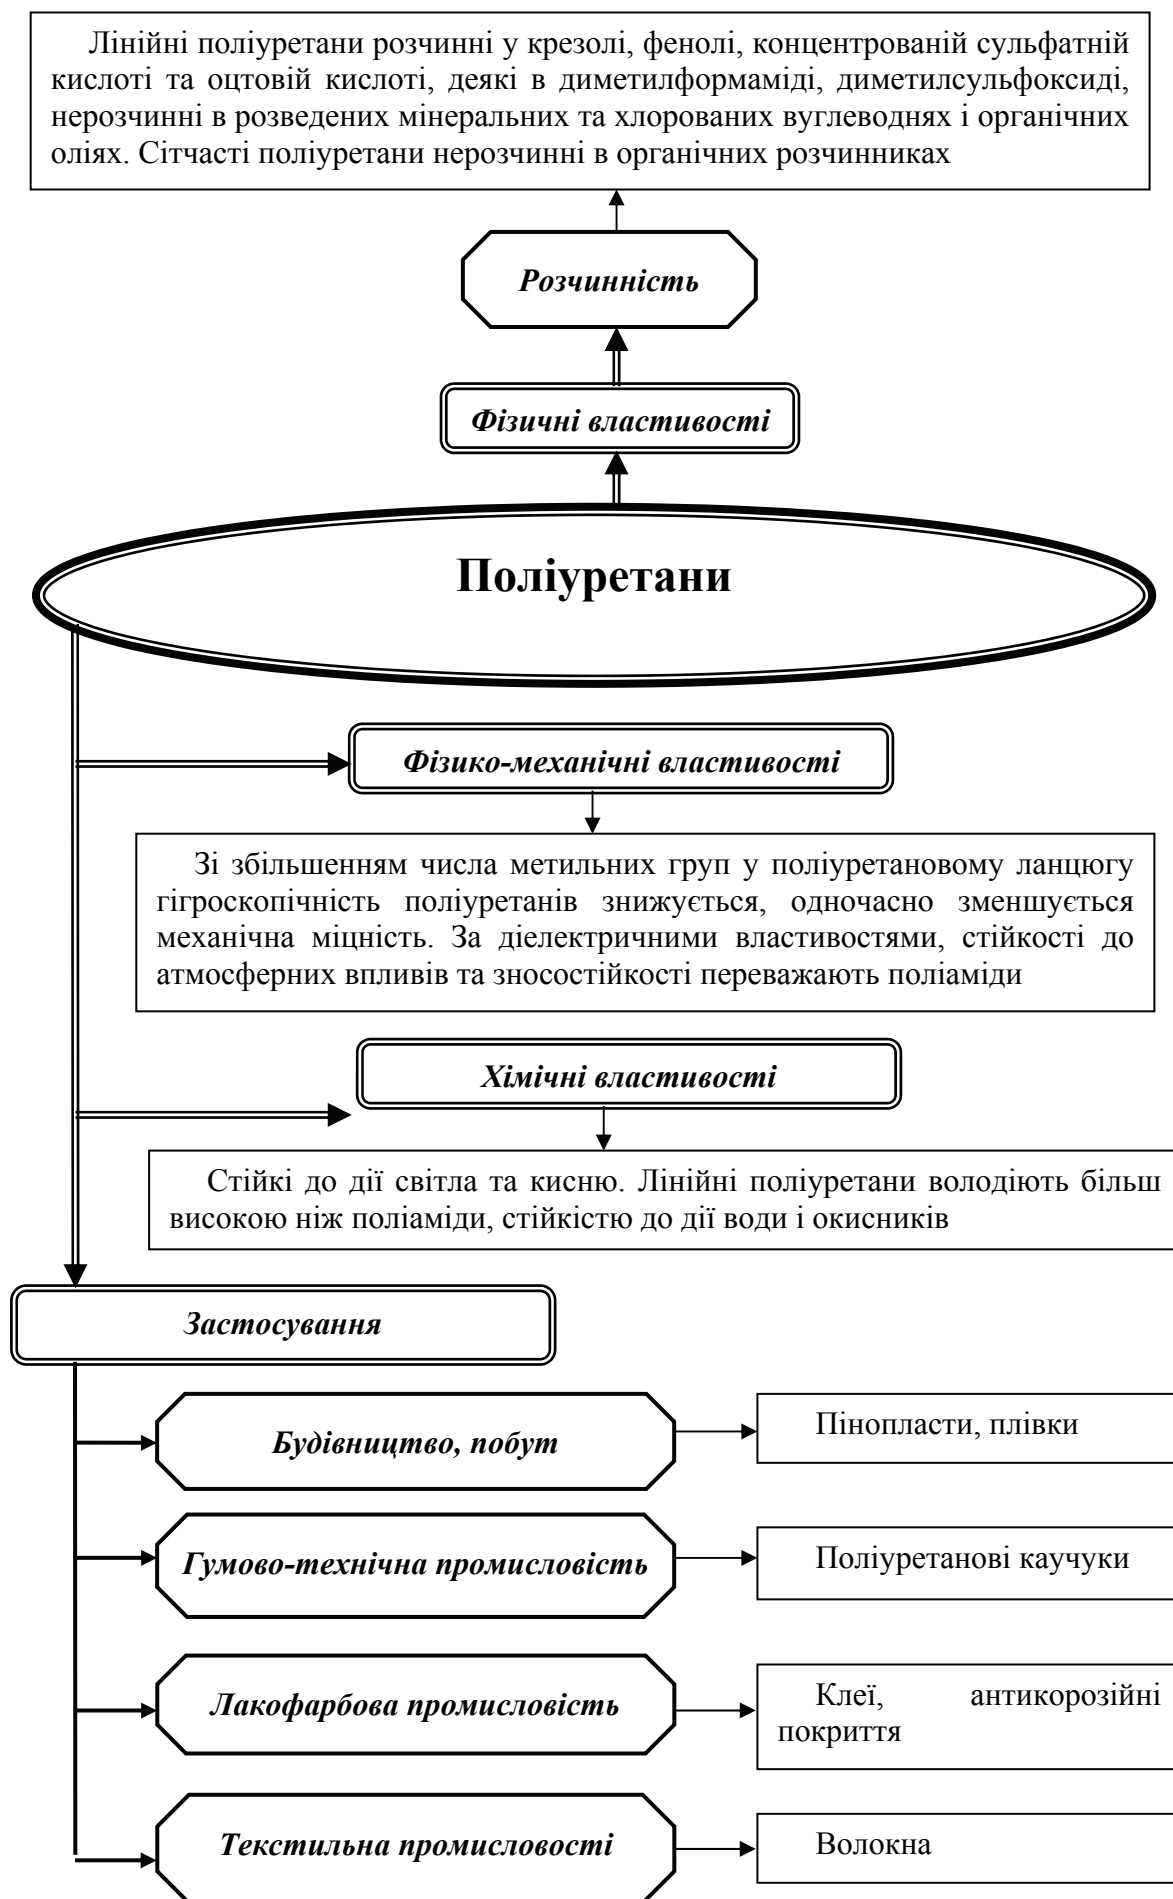 Лінійні поліуретани розчинні у крезолі, фенолі, концентрованій сульфатній
кислоті та оцтовій кислоті, деякі в диметилформаміді, диметилсульфоксиді,
нерозчинні в розведених мінеральних та хлорованих вуглеводнях і органічних
оліях. Сітчасті поліуретани нерозчинні в органічних розчинниках
Розчинність
Фізичні властивості
Поліуретани
Фізико-механічні властивості
Зі збільшенням числа метильних груп у поліуретановому ланцюгу
гігроскопічність поліуретанів знижується, одночасно зменшується
механічна міцність. За діелектричними властивостями, стійкості до
атмосферних впливів та зносостійкості переважають поліаміди
Хімічні властивості
Стійкі до дії світла та кисню. Лінійні поліуретани володіють більш
високою ніж поліаміди, стійкістю до дії води і окисників
Застосування
Будівництво, побут
Пінопласти, плівки
Гумово-технічна промисловість
Поліуретанові каучуки
Лакофарбова промисловість
Клеї, антикорозійні
покриття
Текстильна промисловості
Волокна